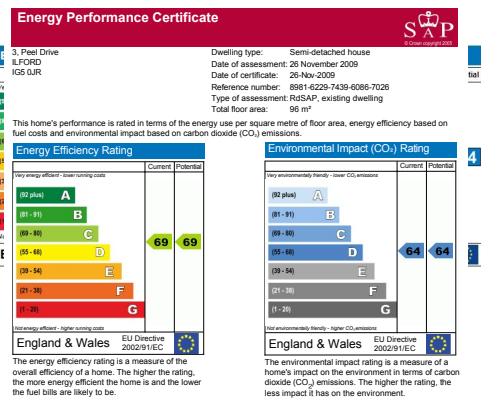 Energy Performance Certificate
SAP
© Crown copyright 2005
3, Peel Drive
ILFORD
IG5 0JR
Dwelling type: Semi-detached house
Date of assessment: 26 November 2009
Date of certificate: 26-Nov-2009
Reference number: 8981-6229-7439-6086-7026
Type of assessment: RdSAP, existing dwelling
Total floor area: 96 m²
This home's performance is rated in terms of the energy use per square metre of floor area, energy efficiency based on
fuel costs and environmental impact based on carbon dioxide (CO₂) emissions.
Energy Efficiency Rating
Current Potential
Very energy efficient - lower running costs
(92 plus) A
(81 - 91) B
(69 - 80) C
(55 - 68) D
(39 - 54) E
(21 - 38) F
(1 - 20) G
69 69
Not energy efficient - higher running costs
England & Wales
EU Directive
2002/91/EC
The energy efficiency rating is a measure of the
overall efficiency of a home. The higher the rating,
the more energy efficient the home is and the lower
the fuel bills are likely to be.
Environmental Impact (CO₂) Rating
Current Potential
Very environmentally friendly - lower CO₂ emissions
(92 plus) A
(81 - 91) B
(69 - 80) C
(55 - 68) D
(39 - 54) E
(21 - 38) F
(1 - 20) G
64 64
Not environmentally friendly - higher CO₂ emissions
England & Wales
EU Directive
2002/91/EC
The environmental impact rating is a measure of a
home's impact on the environment in terms of carbon
dioxide (CO₂) emissions. The higher the rating, the
less impact it has on the environment.
tial
4